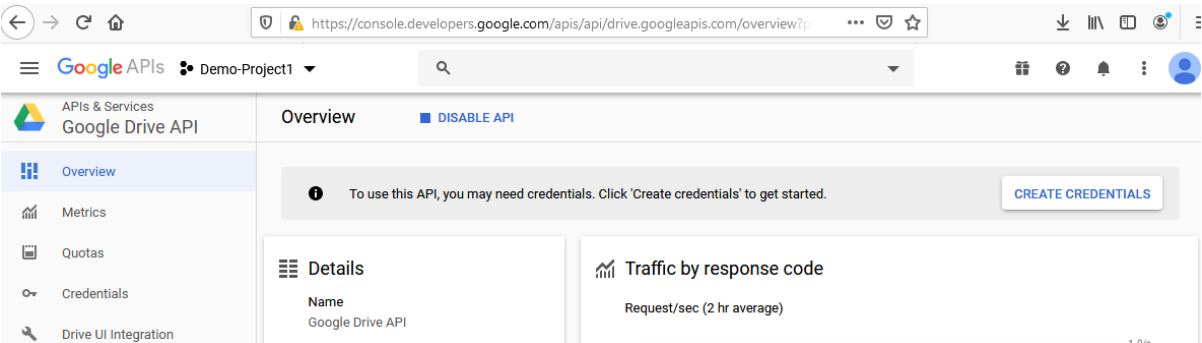 https://console.developers.google.com/apis/api/drive.googleapis.com/overview?p
Google APIs Demo-Project1
APIs & Services
Google Drive API
Overview DISABLE API
Overview
To use this API, you may need credentials. Click 'Create credentials' to get started. CREATE CREDENTIALS
Metrics
Quotas
Credentials
Drive UI Integration
Details
Name
Google Drive API
Traffic by response code
Request/sec (2 hr average)